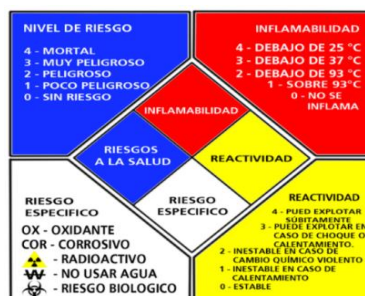 NIVEL DE RIESGO
4 - MORTAL
3 - MUY PELIGROSO
2 - PELIGROSO
1 - POCO PELIGROSO
0 - SIN RIESGO
INFLAMABILIDAD
4 - DEBAJO DE 25 °C
3 - DEBAJO DE 37 °C
2 - DEBAJO DE 93 °C
1 - SOBRE 93°C
0 - NO SE
INFLAMA
INFLAMABILIDAD
RIESGOS
A LA SALUD
REACTIVIDAD
RIESGO
ESPECIFICO
RIESGO
ESPECIFICO
OX - OXIDANTE
COR - CORROSIVO
- RADIOACTIVO
W - NO USAR AGUA
- RIESGO BIOLOGICO
REACTIVIDAD
4 - PUED EXPLOTAR
SÚBITAMENTE
3 - PUEDE EXPLOTAR EN
CASO DE CHOQUE O
CALENTAMIENTO.
2 - INESTABLE EN CASO DE
CAMBIO QUÍMICO VIOLENTO
1 - INESTABLE EN CASO DE
CALENTAMIENTO
0 - ESTABLE